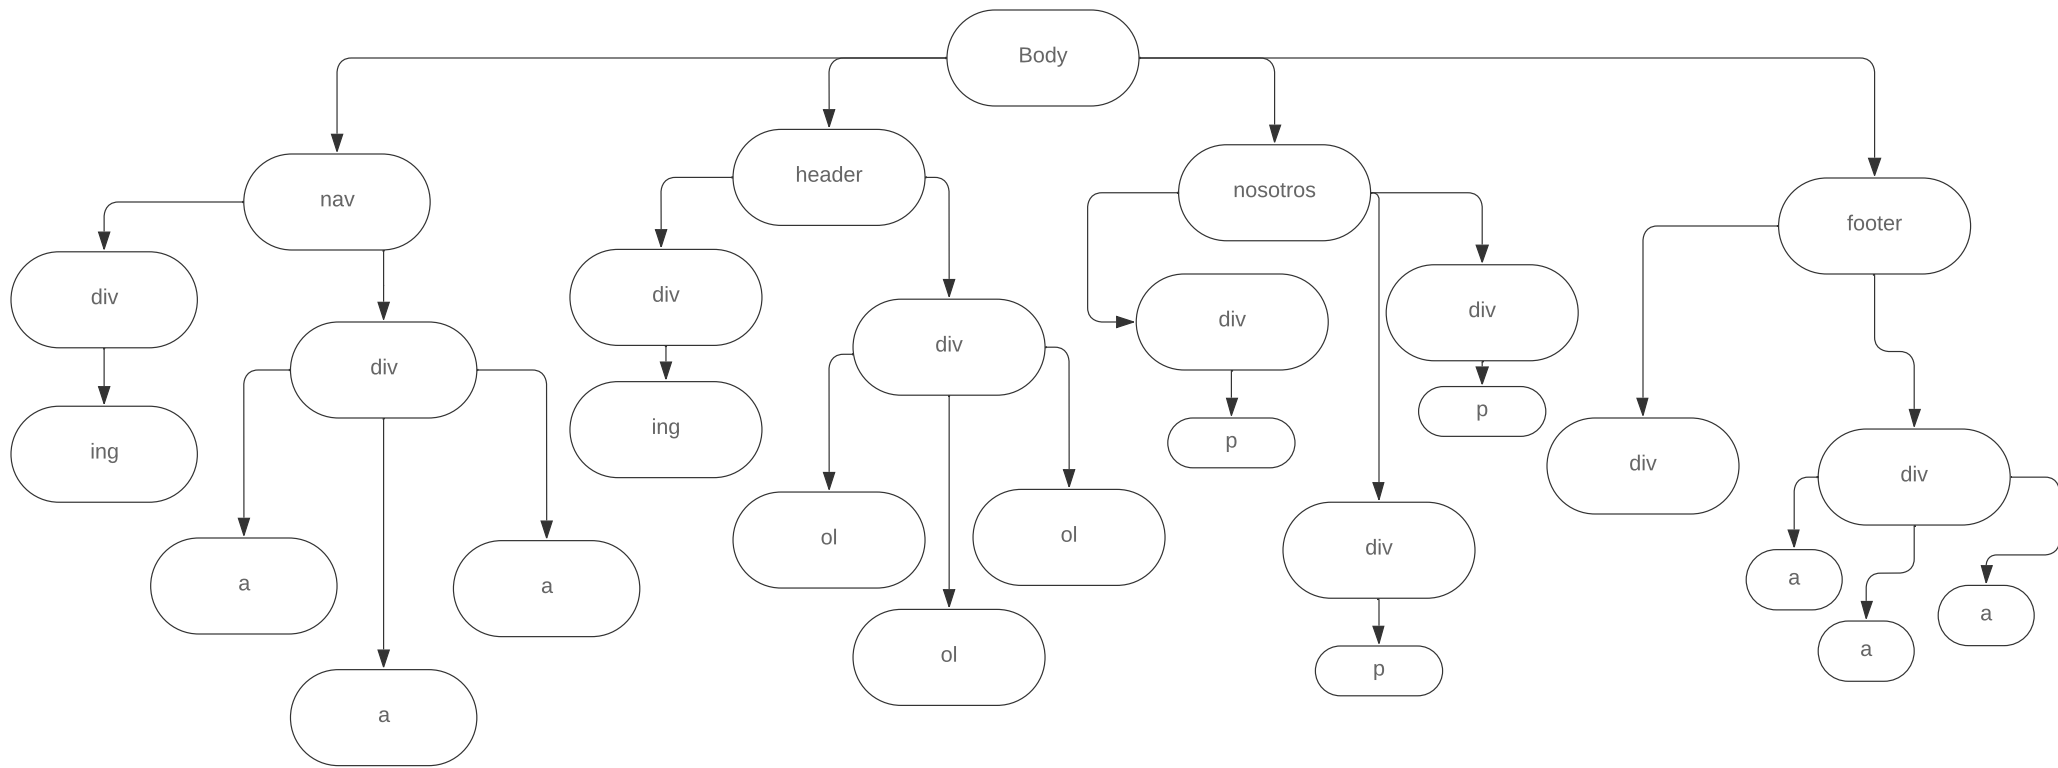 Body
nav
header
nosotros
footer
div
div
div
div
div
div
div
div
div
ing
ing
p
p
a
a
a
ol
ol
ol
div
p
a
a
a